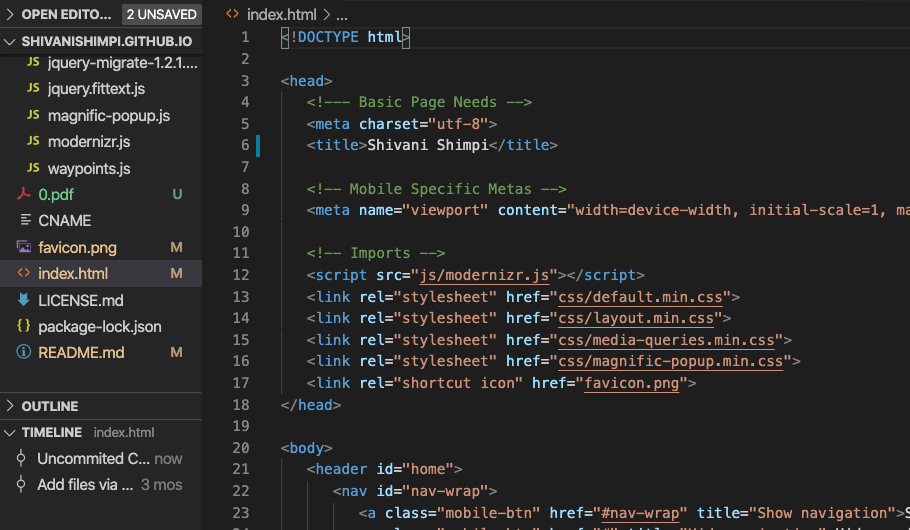 OPEN EDITO... 2 UNSAVED
SHIVANISHIMPI.GITHUB.IO
JS jquery-migrate-1.2.1....
JS jquery.fittext.js
JS magnific-popup.js
JS modernizr.js
JS waypoints.js
0.pdf U
CNAME
favicon.png M
<> index.html M
LICENSE.md
{} package-lock.json
README.md M
OUTLINE
TIMELINE index.html
Uncommited C... now
Add files via ... 3 mos
<> index.html > ...
1 <!DOCTYPE html>
2
3 <head>
4 <!--- Basic Page Needs -->
5 <meta charset="utf-8">
6 <title>Shivani Shimpi</title>
7
8 <!-- Mobile Specific Metas -->
9 <meta name="viewport" content="width=device-width, initial-scale=1, ma
10
11 <!-- Imports -->
12 <script src="js/modernizr.js"></script>
13 <link rel="stylesheet" href="css/default.min.css">
14 <link rel="stylesheet" href="css/layout.min.css">
15 <link rel="stylesheet" href="css/media-queries.min.css">
16 <link rel="stylesheet" href="css/magnific-popup.min.css">
17 <link rel="shortcut icon" href="favicon.png">
18 </head>
19
20 <body>
21 <header id="home">
22 <nav id="nav-wrap">
23 <a class="mobile-btn" href="#nav-wrap" title="Show navigation">S